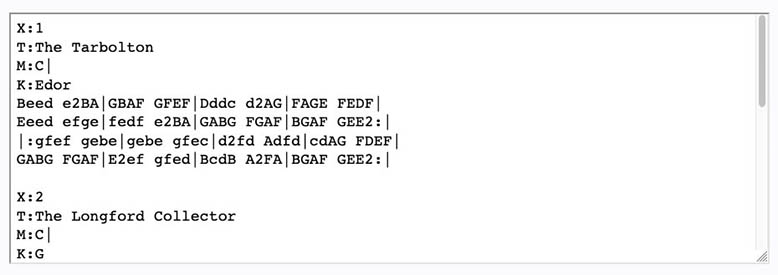 X:1
T:The Tarbolton
M:C|
K:Edor
Beed e2BA|GBAF GFEF|Dddc d2AG|FAGE FEDF|
Eeed efge|fedf e2BA|GABG FGAF|BGAF GEE2:|
|:gfef gebe|gebe gfec|d2fd Adfd|cdAG FDEF|
GABG FGAF|E2ef gfed|BcdB A2FA|BGAF GEE2:|

X:2
T:The Longford Collector
M:C|
K:G